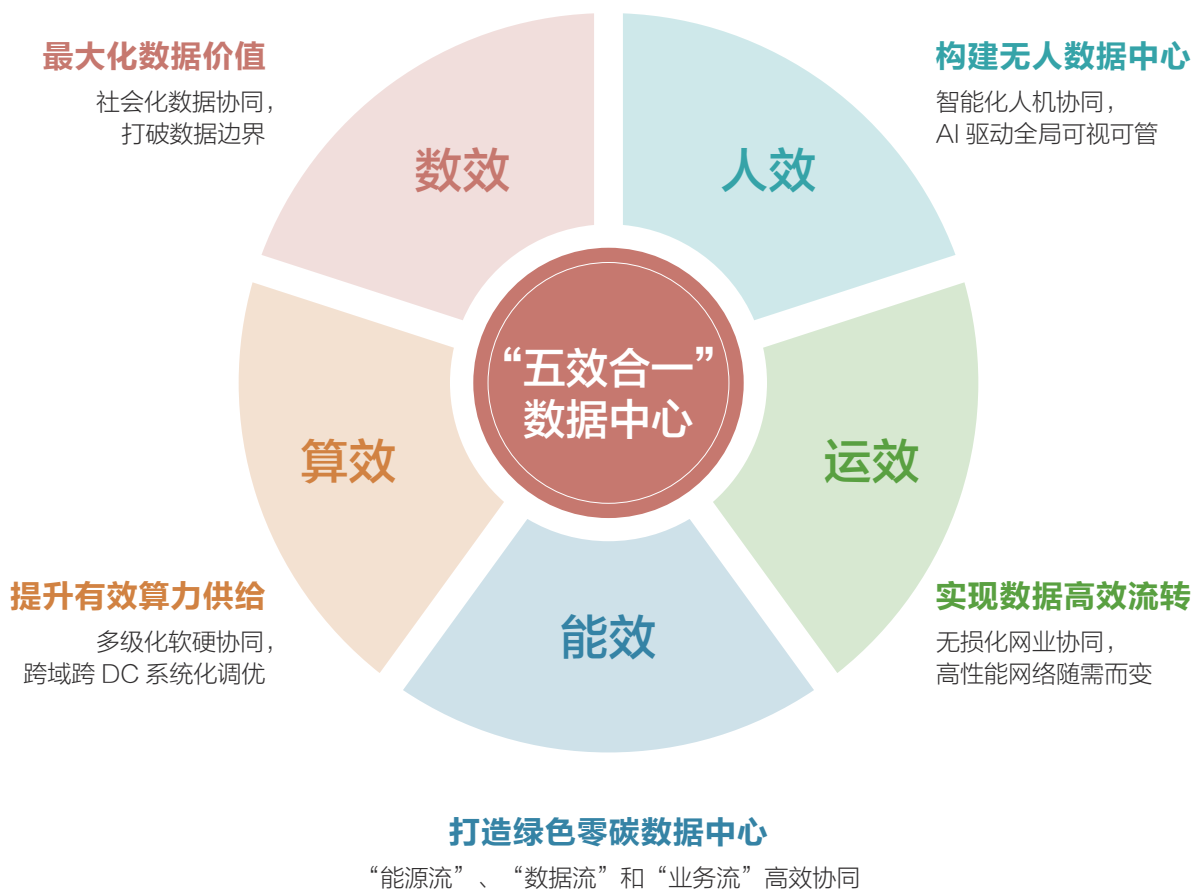 最大化数据价值
社会化数据协同，
打破数据边界
构建无人数据中心
智能化人机协同，
AI 驱动全局可视可管
数效
人效
“五效合一”
数据中心
算效
运效
能效
提升有效算力供给
多级化软硬协同，
跨域跨 DC 系统化调优
实现数据高效流转
无损化网业协同，
高性能网络随需而变
打造绿色零碳数据中心
“能源流”、“数据流”和“业务流”高效协同